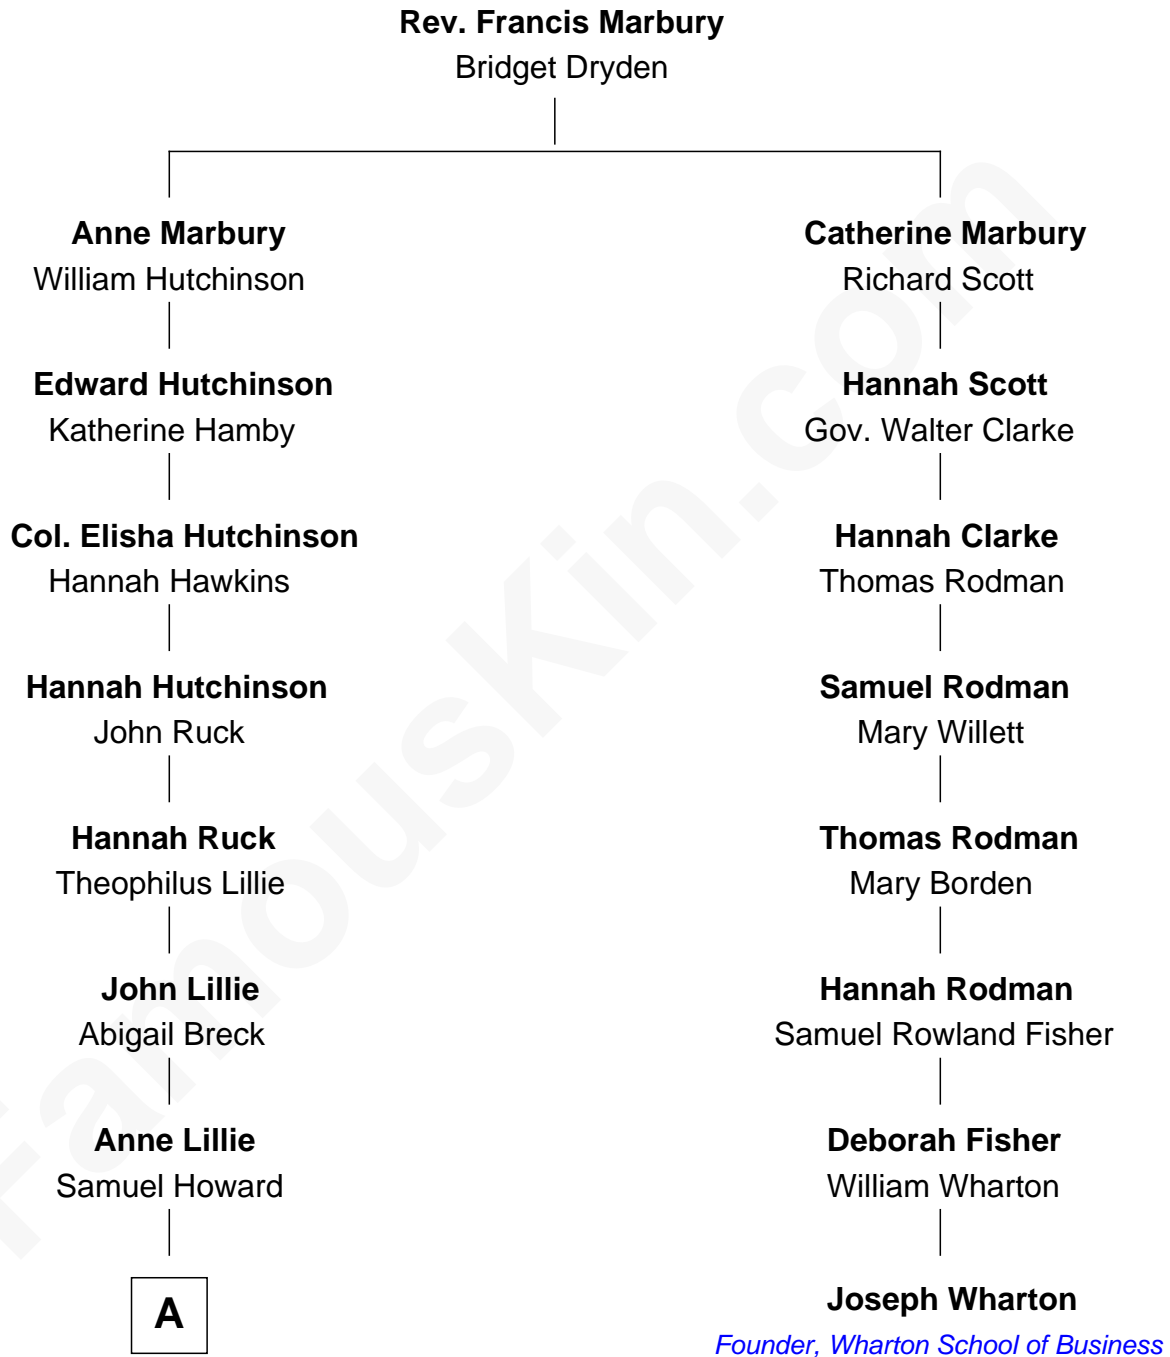 Rev. Francis Marbury
Bridget Dryden
Anne Marbury
William Hutchinson
Catherine Marbury
Richard Scott
Edward Hutchinson
Katherine Hamby
Hannah Scott
Gov. Walter Clarke
Col. Elisha Hutchinson
Hannah Hawkins
Hannah Clarke
Thomas Rodman
Hannah Hutchinson
John Ruck
Samuel Rodman
Mary Willett
Hannah Ruck
Theophilus Lillie
Thomas Rodman
Mary Borden
John Lillie
Abigail Breck
Hannah Rodman
Samuel Rowland Fisher
Anne Lillie
Samuel Howard
Deborah Fisher
William Wharton
A
Joseph Wharton
Founder, Wharton School of Business
FamousKin.com